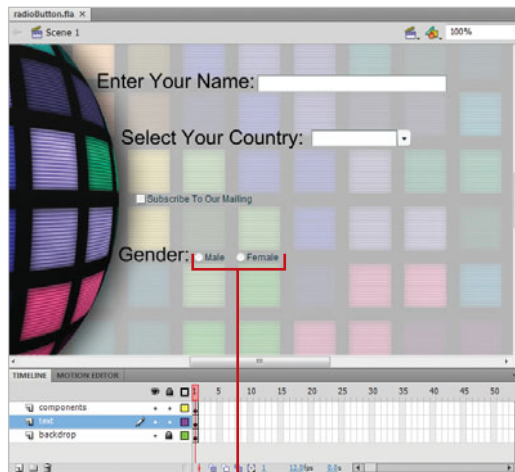 radioButton.fla ×
Scene 1
100%
Enter Your Name:
Select Your Country:
Subscribe To Our Mailing
Gender: Male Female
TIMELINE MOTION EDITOR
1 5 10 15 20 25 30 35 40 45 50
components
text
backdrop
1 12.0fps 0.0s